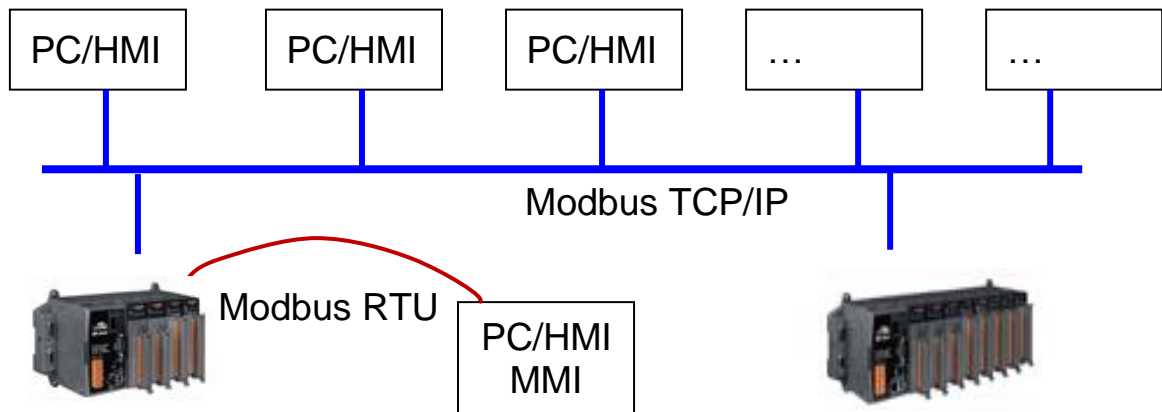 PC/HMI
PC/HMI
PC/HMI
...
...
Modbus TCP/IP
Modbus RTU
PC/HMI
MMI